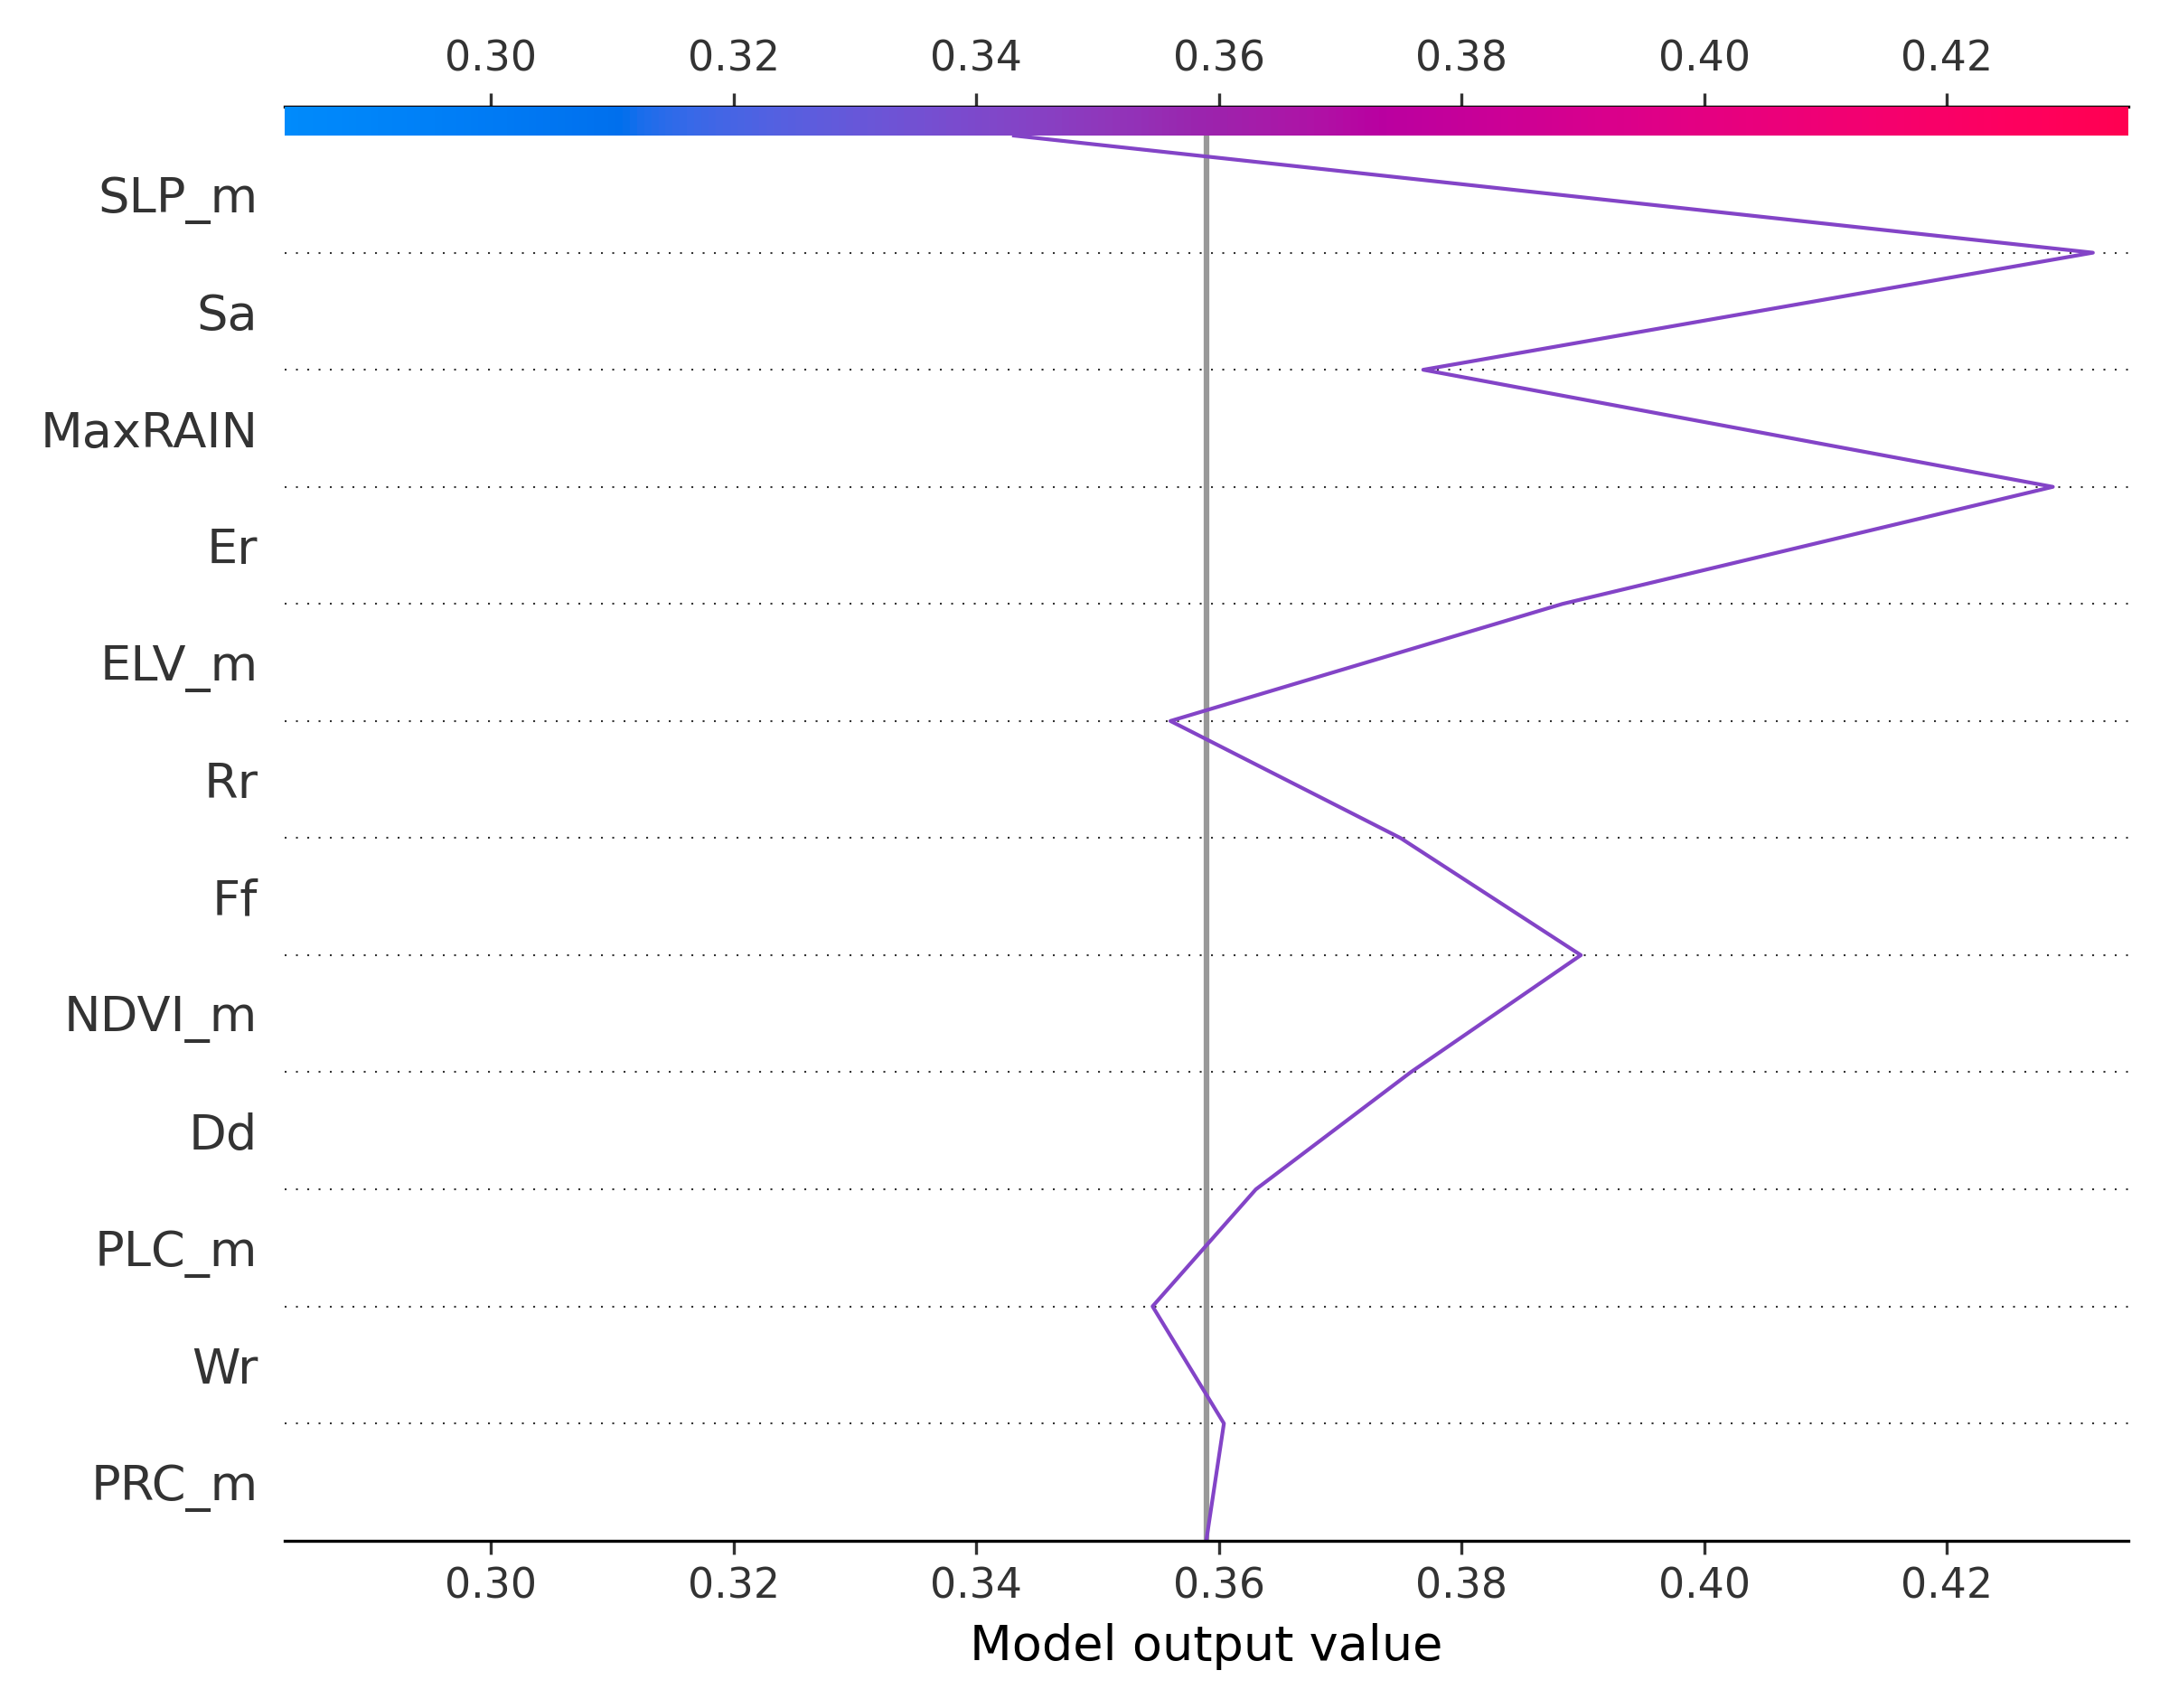 0.30 0.32 0.34 0.36 0.38 0.40 0.42
SLP_m
Sa
MaxRAIN
Er
ELV_m
Rr
Ff
NDVI_m
Dd
PLC_m
Wr
PRC_m
0.30 0.32 0.34 0.36 0.38 0.40 0.42
Model output value